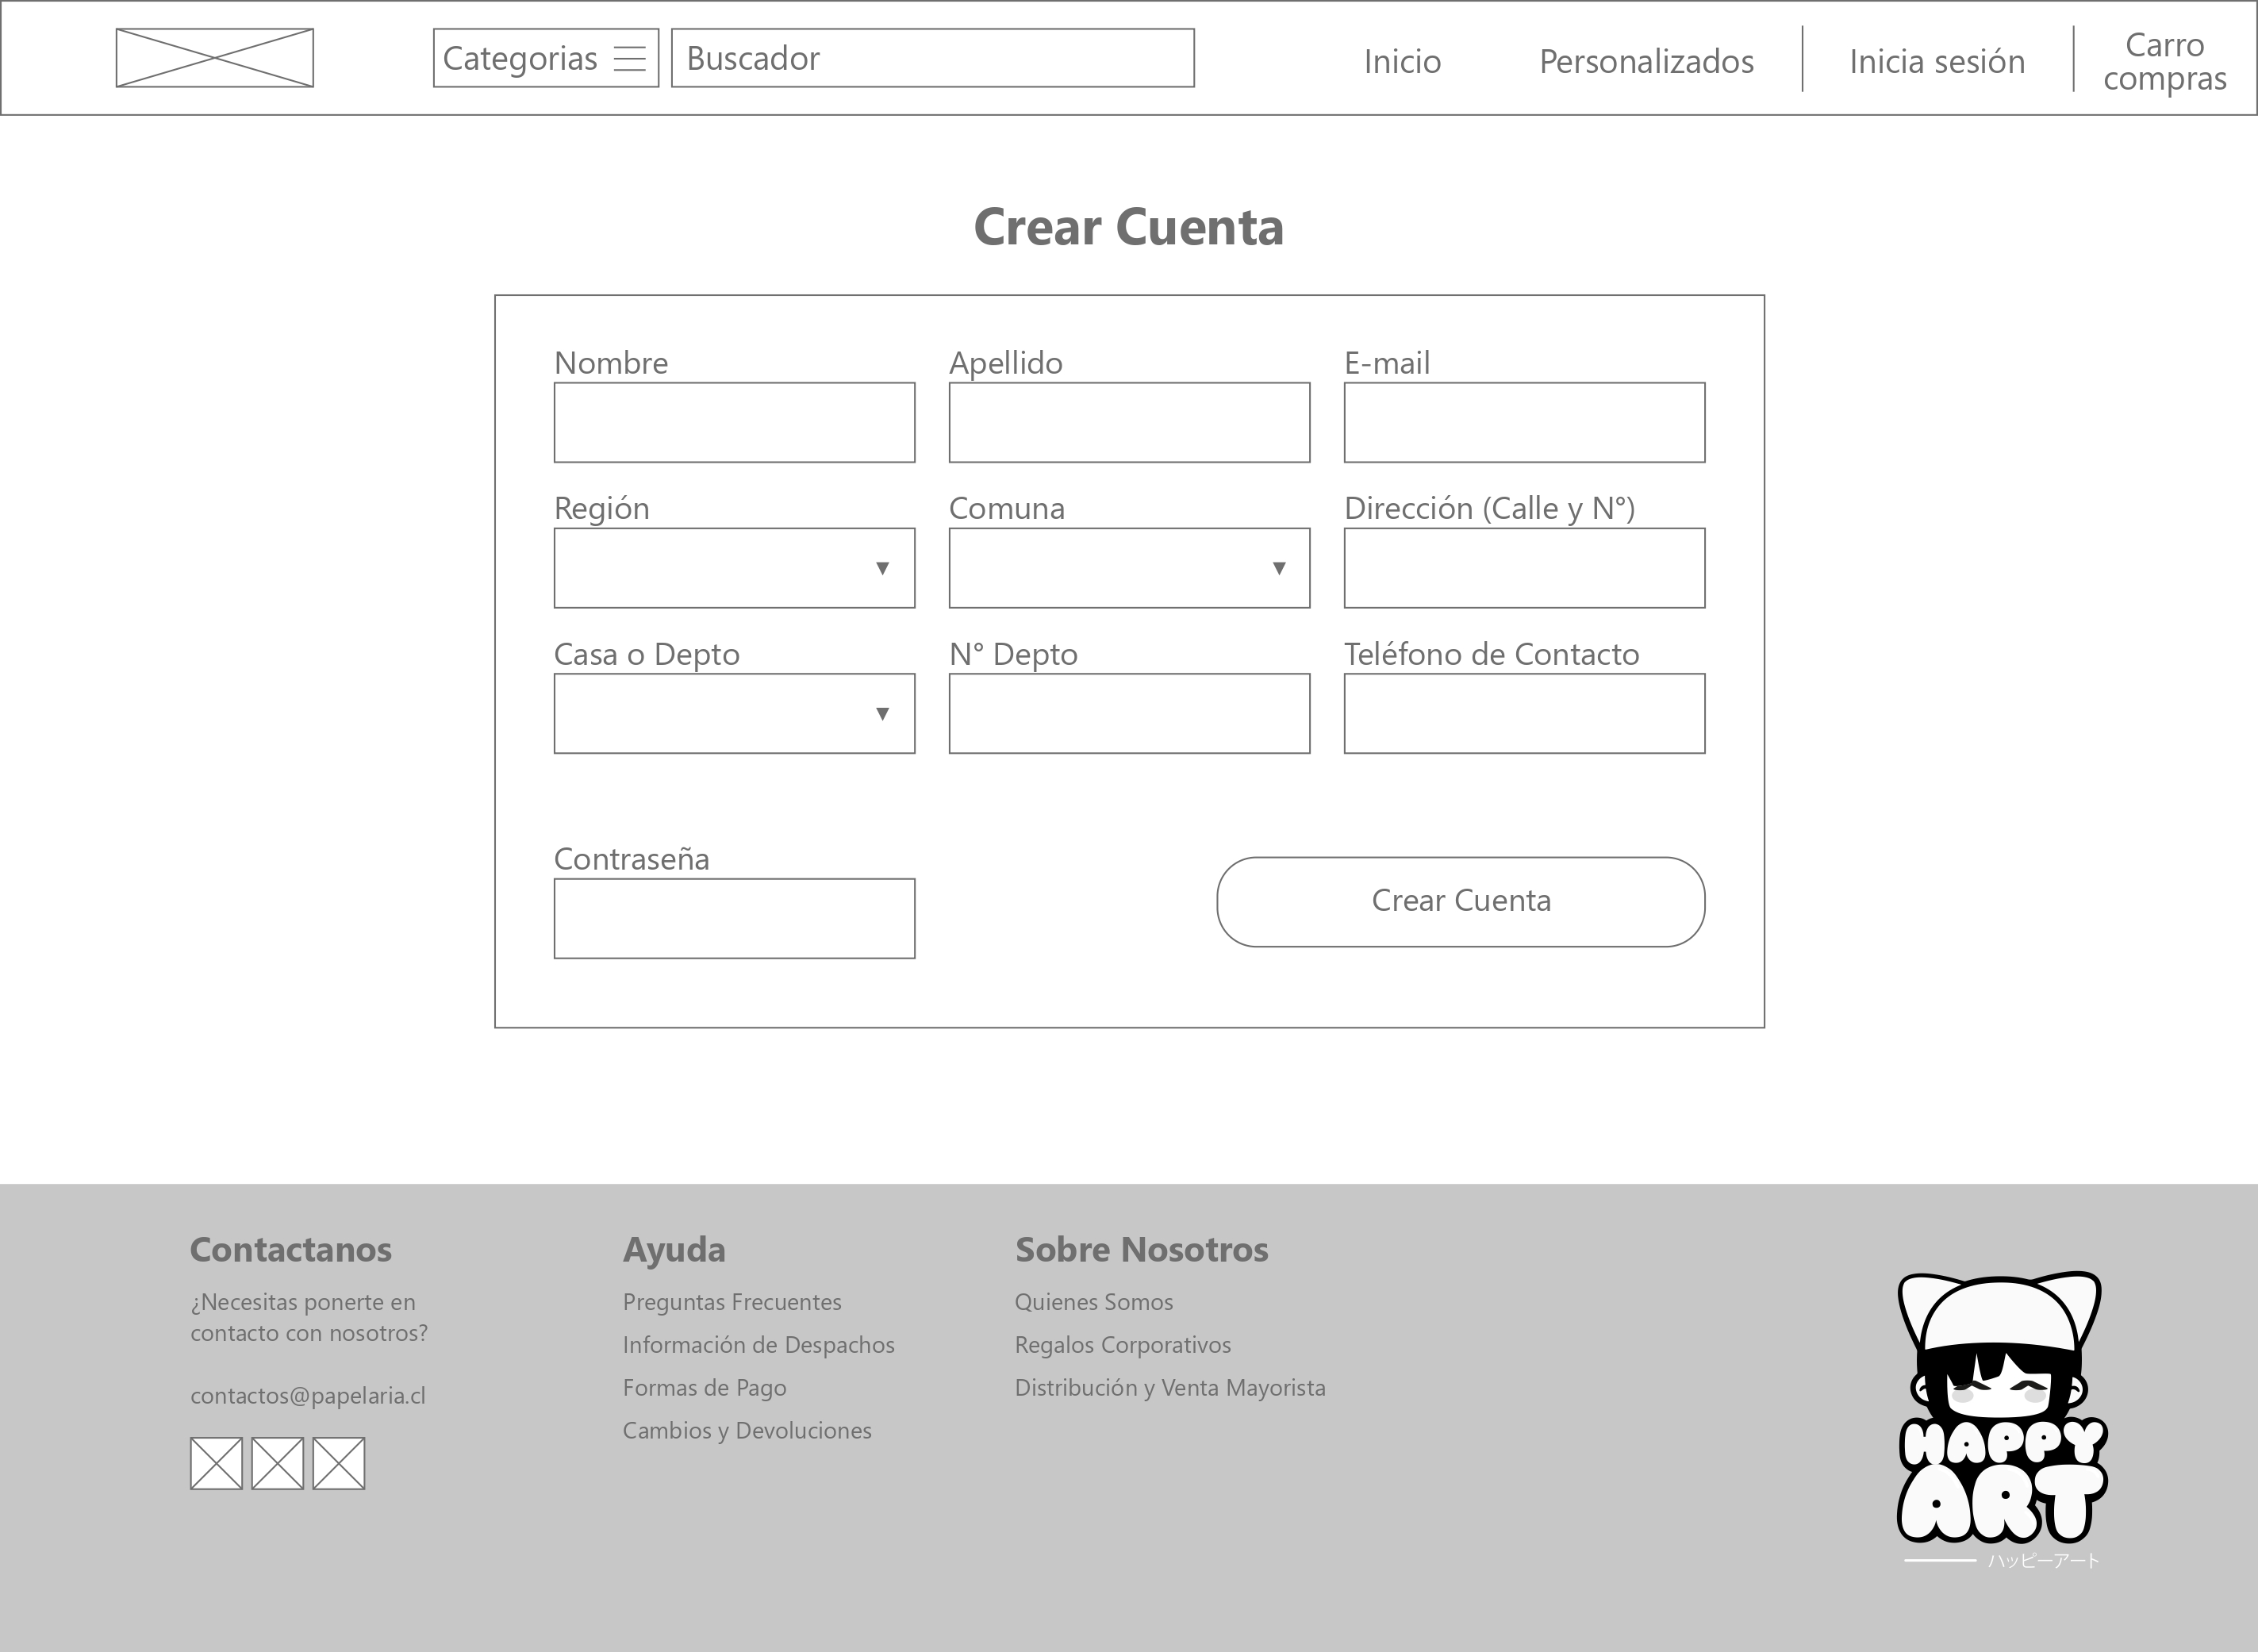 Categorias
Buscador
Inicio
Personalizados
Inicia sesión
Carro
compras
Crear Cuenta
Nombre
Apellido
E-mail
Región
Comuna
Dirección (Calle y N°)
Casa o Depto
N° Depto
Teléfono de Contacto
Contraseña
Crear Cuenta
Contactanos
¿Necesitas ponerte en
contacto con nosotros?
contactos@papelaria.cl
Ayuda
Preguntas Frecuentes
Información de Despachos
Formas de Pago
Cambios y Devoluciones
Sobre Nosotros
Quienes Somos
Regalos Corporativos
Distribución y Venta Mayorista
HAPPY
ART
ハッピーアート